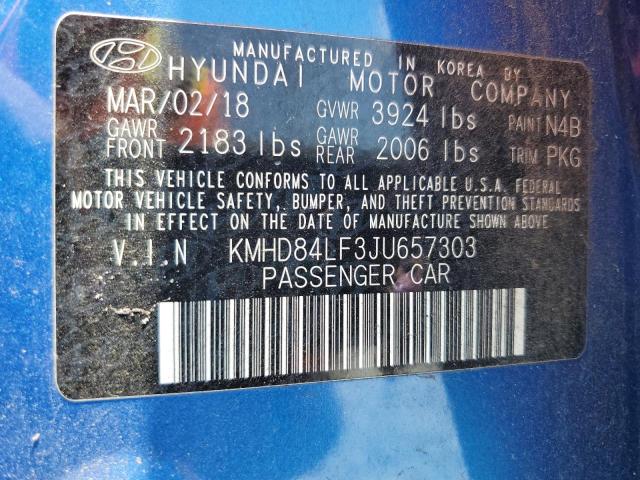 MANUFACTURED IN KOREA BY
HYUNDAI MOTOR COMPANY
MAR/02/18 GVWR 3924 lbs PAINT N4B
GAWR FRONT 2183 lbs GAWR REAR 2006 lbs TRIM PKG
THIS VEHICLE CONFORMS TO ALL APPLICABLE U.S.A. FEDERAL
MOTOR VEHICLE SAFETY, BUMPER, AND THEFT PREVENTION STANDARDS
IN EFFECT ON THE DATE OF MANUFACTURE SHOWN ABOVE.
V.I.N KMHD84LF3JU657303
PASSENGER CAR